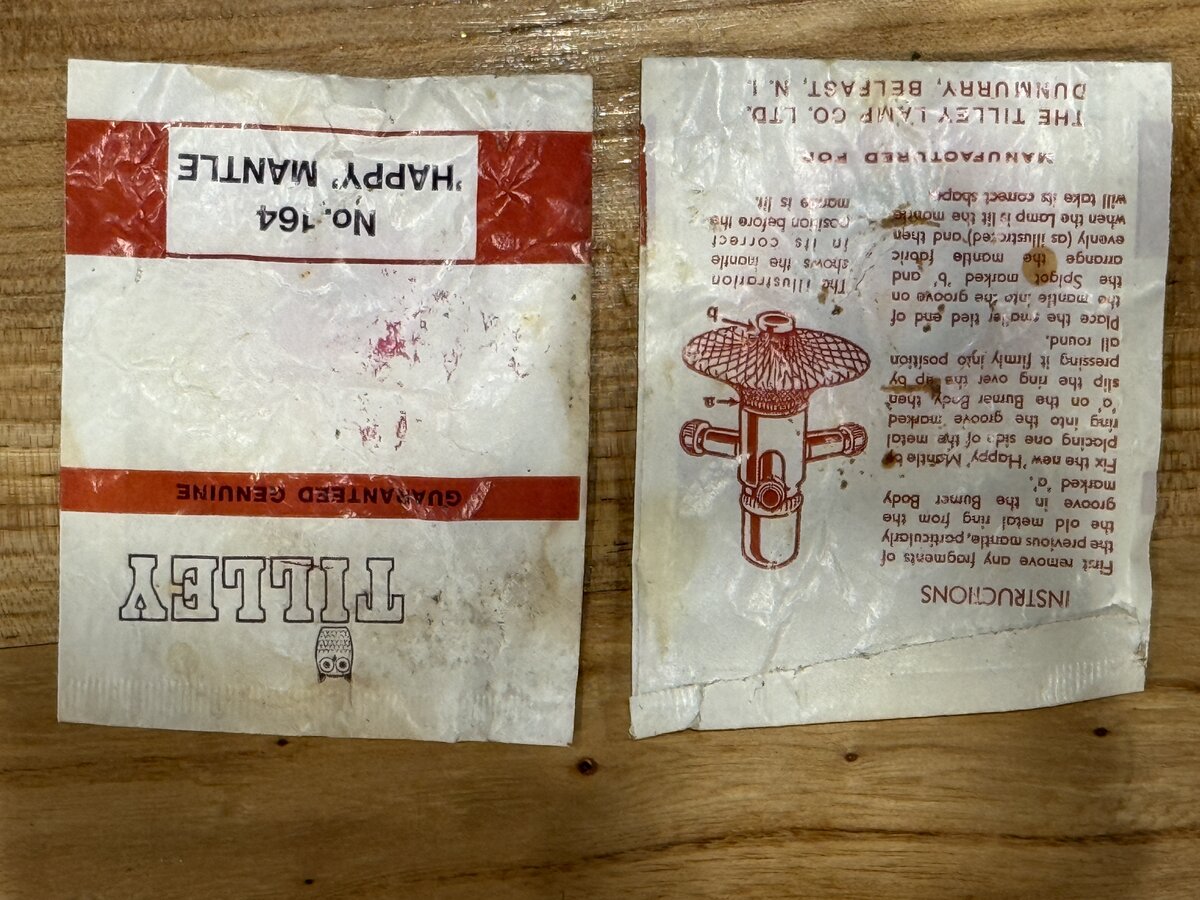 TILLEY
GUARANTEED GENUINE
No. 164
'HAPPY' MANTLE
INSTRUCTIONS
First remove any fragments of
the previous mantle, particularly
the old metal ring from the
groove in the Burner Body
marked 'a'.
Fix the new 'Happy' Mantle by
placing one side of the metal
ring into the groove marked
'a' on the Burner Body, then
slip the ring over the lip by
pressing it firmly into position
all round.
Place the smaller tied end of
the mantle into the groove on
the Spigot marked 'b' and
arrange the mantle fabric
evenly (as illustrated) and then
when the Lamp is lit the mantle
will take its correct shape.
a
b
The illustration
shows the mantle
in its correct
position before the
mantle is lit.
MANUFACTURED FOR
THE TILLEY LAMP CO. LTD.
DUNMURRY, BELFAST, N. I.